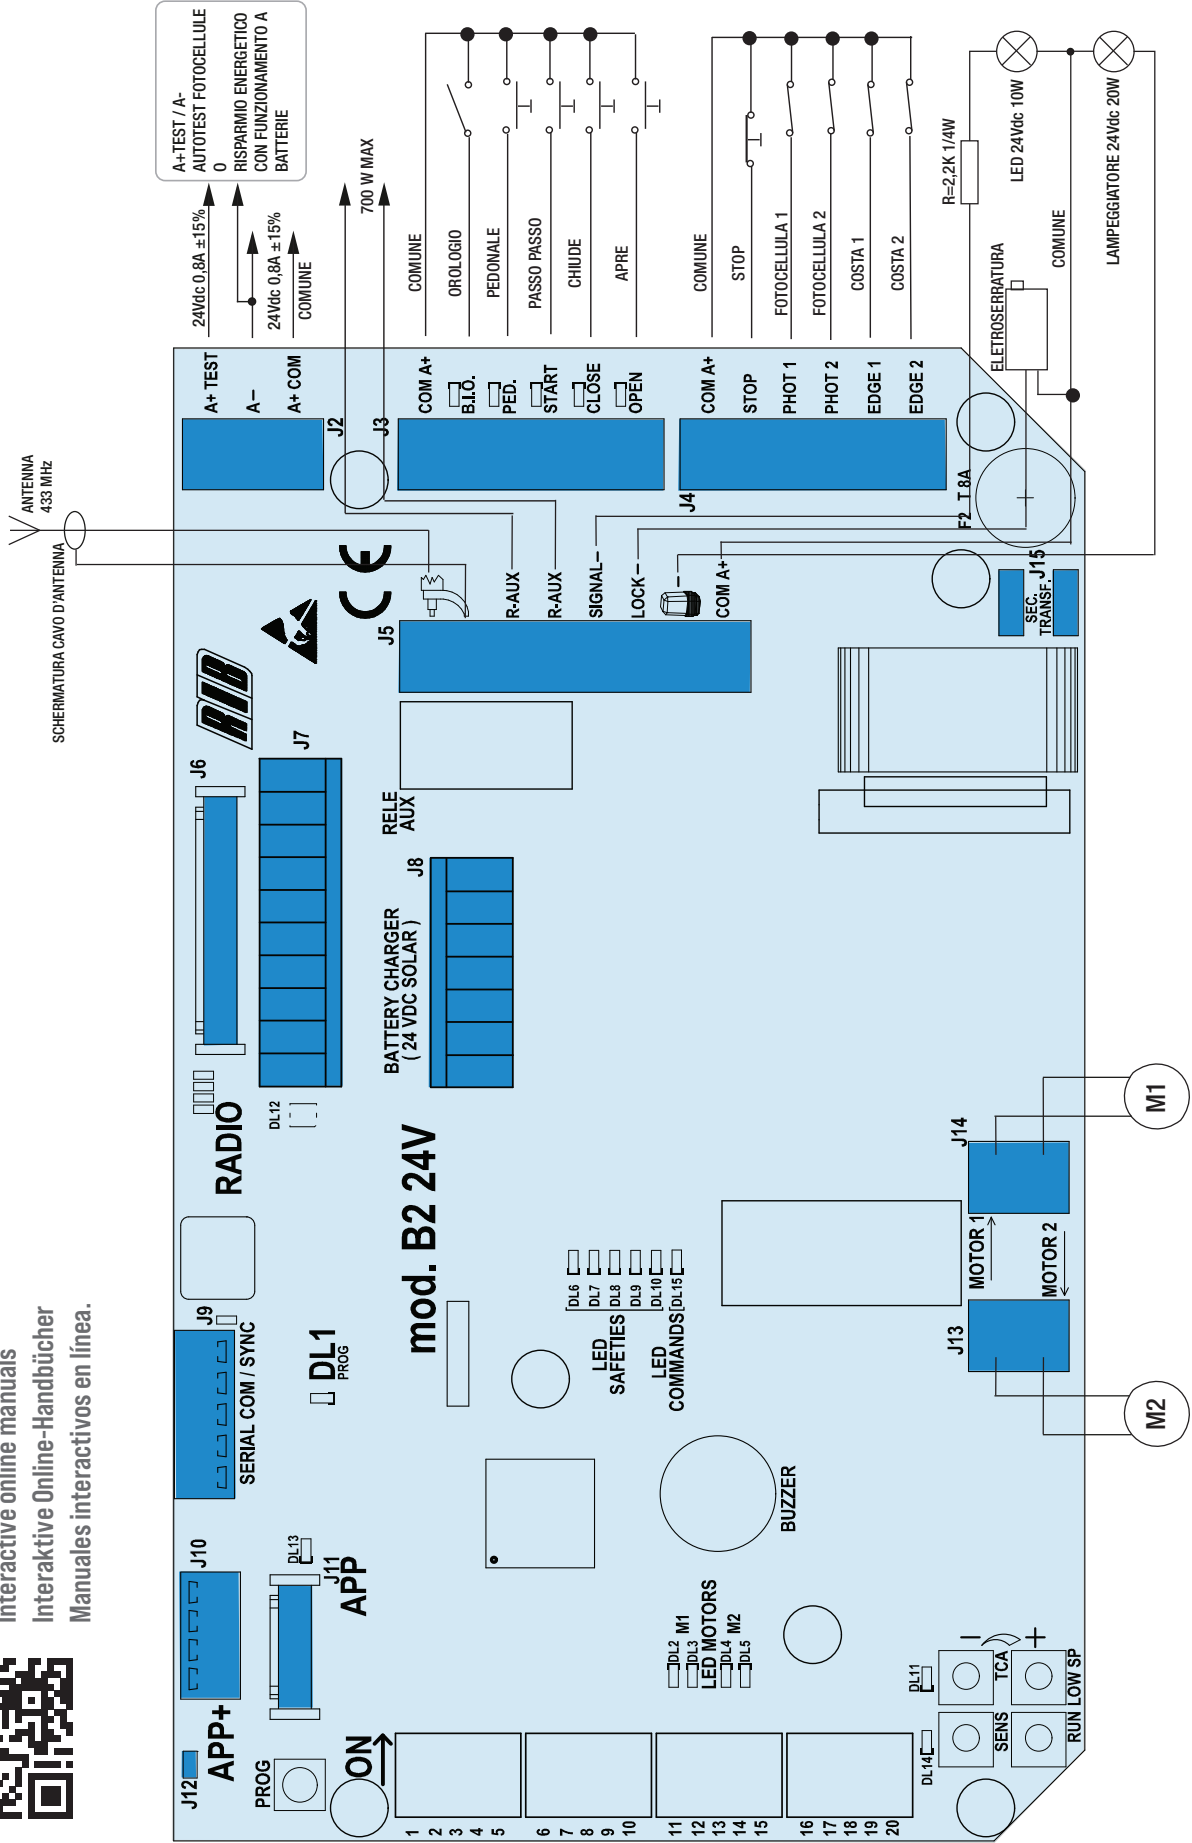 Interactive online manuals
Interaktive Online-Handbücher
Manuales interactivos en línea.
A+TEST / A-
AUTOTEST FOTOCELLULE
O
RISPARMIO ENERGETICO
CON FUNZIONAMENTO A
BATTERIE
24Vdc 0,8A ±15%
24Vdc 0,8A ±15%
COMUNE
700 W MAX
COMUNE
OROLOGIO
PEDONALE
PASSO PASSO
CHIUDE
APRE
COMUNE
STOP
FOTOCELLULA 1
FOTOCELLULA 2
COSTA 1
COSTA 2
R=2,2K 1/4W
LED 24Vdc 10W
LAMPEGGIATORE 24Vdc 20W
COMUNE
ELETROSERRATURA
ANTENNA
433 MHz
SCHERMATURA CAVO D'ANTENNA
A+ TEST
A−
A+ COM
J2
J3
COM A+
B.I.O.
PED.
START
CLOSE
OPEN
COM A+
STOP
PHOT 1
PHOT 2
EDGE 1
EDGE 2
J4
F2 T 8A
CE
R-AUX
R-AUX
SIGNAL−
LOCK−
−
COM A+
J5
J15
SEC.
TRANSF.
RIB
J6
J7
RELE
AUX
J8
BATTERY CHARGER
( 24 VDC SOLAR )
RADIO
DL12
mod. B2 24V
J9
SERIAL COM / SYNC
DL1
PROG
DL6
DL7
DL8
DL9
DL10
DL15
LED
SAFETIES
LED
COMMANDS
J14
MOTOR 1
MOTOR 2
J13
M1
M2
BUZZER
J10
DL13
J11
APP
APP+
J12
PROG
ON
DL2
DL3
M1
LED MOTORS
DL4
DL5
M2
DL11
DL14
TCA
SENS
− +
RUN LOW SP
1
2
3
4
5
6
7
8
9
10
11
12
13
14
15
16
17
18
19
20